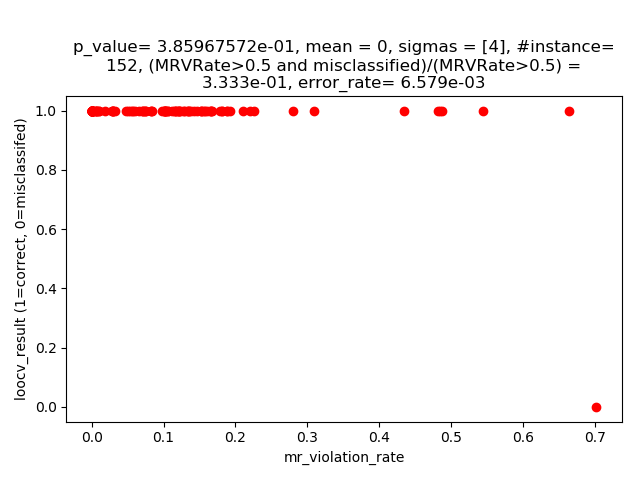 p_value= 3.85967572e-01, mean = 0, sigmas = [4], #instance=
152, (MRVRate>0.5 and misclassified)/(MRVRate>0.5) =
3.333e-01, error_rate= 6.579e-03
loocv_result (1=correct, 0=misclassifed)
1.0
0.8
0.6
0.4
0.2
0.0
0.0 0.1 0.2 0.3 0.4 0.5 0.6 0.7
mr_violation_rate